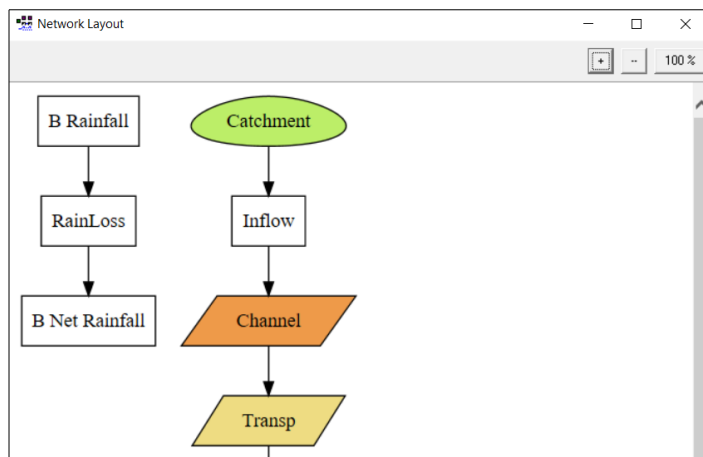 Network Layout
+ -- 100 %
B Rainfall
Catchment
RainLoss
Inflow
B Net Rainfall
Channel
Transp